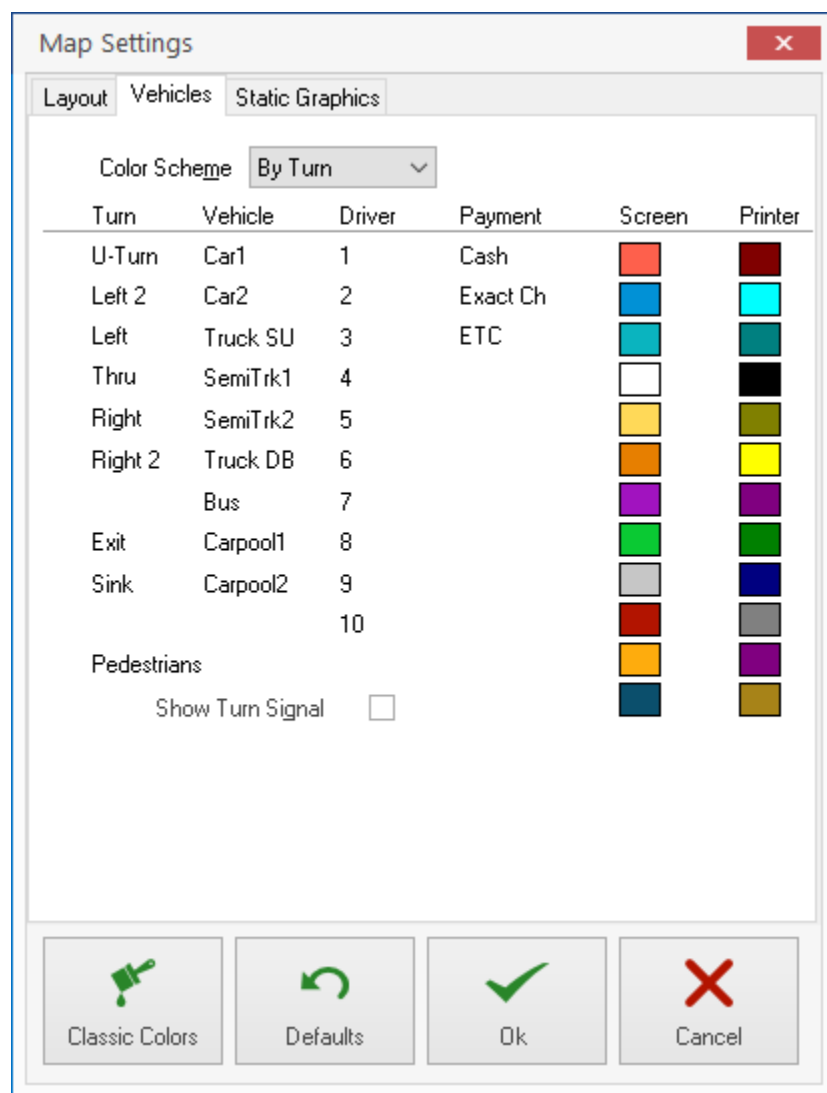 Map Settings
Layout Vehicles Static Graphics
Color Scheme By Turn
Turn Vehicle Driver Payment Screen Printer
U-Turn Car1 1 Cash
Left 2 Car2 2 Exact Ch
Left Truck SU 3 ETC
Thru SemiTrk1 4
Right SemiTrk2 5
Right 2 Truck DB 6
Bus 7
Exit Carpool1 8
Sink Carpool2 9
10
Pedestrians
Show Turn Signal
Classic Colors Defaults Ok Cancel